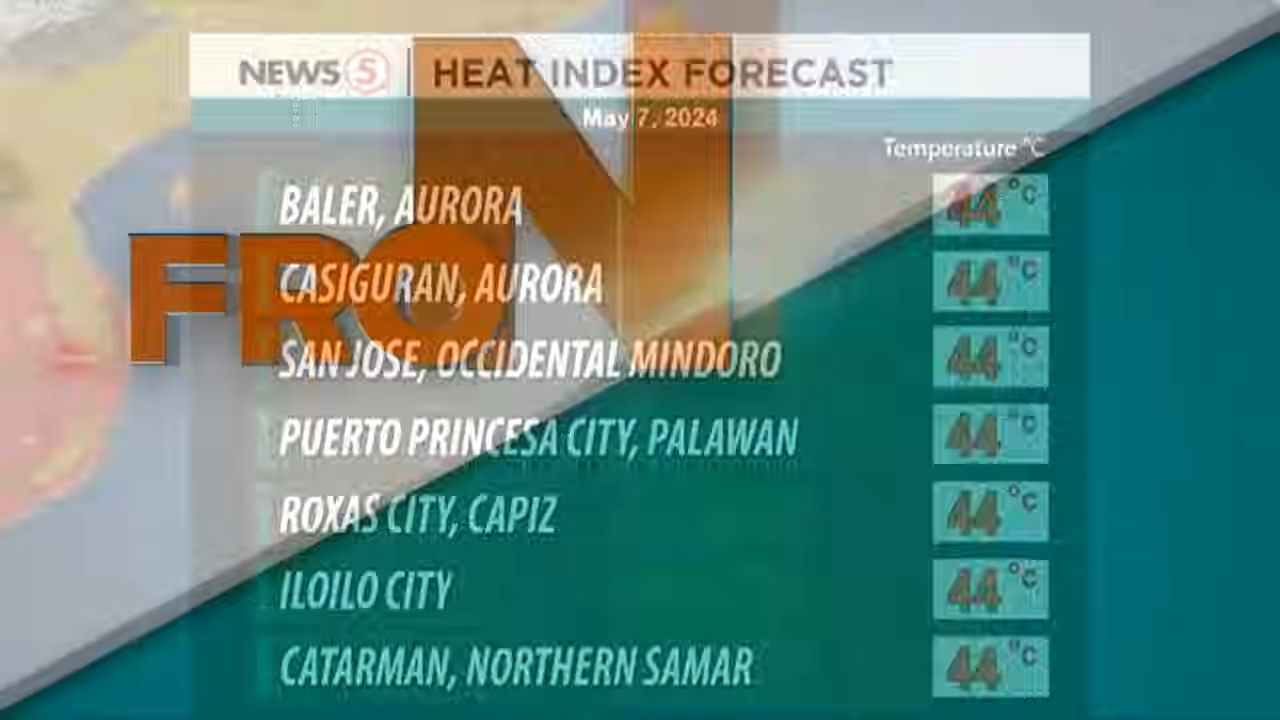 NEWS5 | HEAT INDEX FORECAST
May 7, 2024
Temperature °C
BALER, AURORA 44°C
FRON
CASIGURAN, AURORA 44°C
SAN JOSE, OCCIDENTAL MINDORO 44°C
PUERTO PRINCESA CITY, PALAWAN 44°C
ROXAS CITY, CAPIZ 44°C
ILOILO CITY 44°C
CATARMAN, NORTHERN SAMAR 44°C